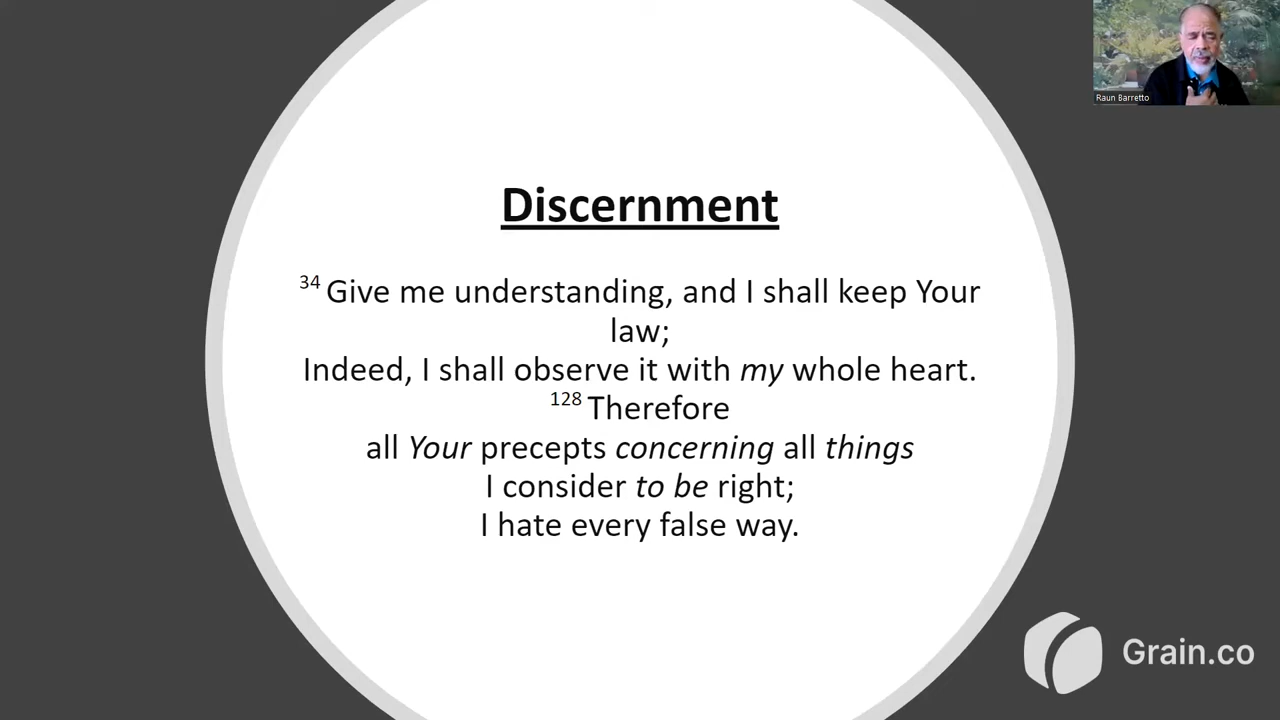 Raun Barretto
Discernment
34 Give me understanding, and I shall keep Your
law;
Indeed, I shall observe it with my whole heart.
128 Therefore
all Your precepts concerning all things
I consider to be right;
I hate every false way.
Grain.co